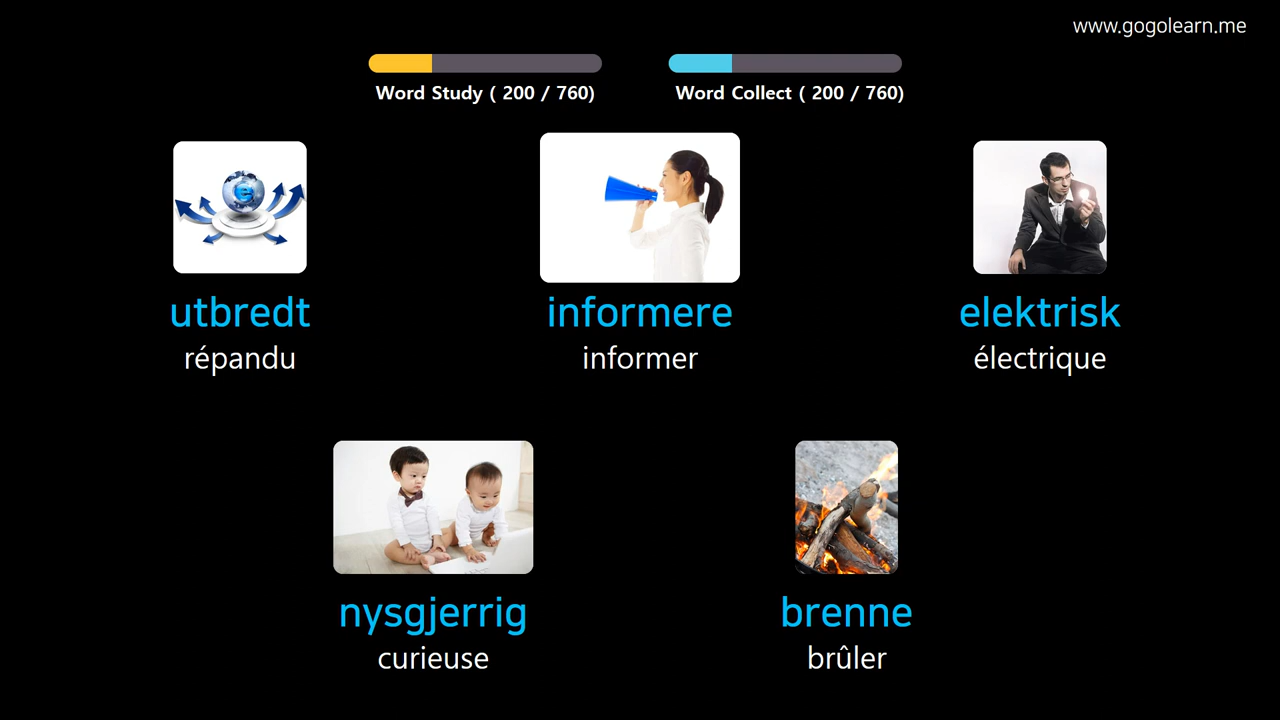 www.gogolearn.me
Word Study ( 200 / 760)
Word Collect ( 200 / 760)
utbredt
répandu
informere
informer
elektrisk
électrique
nysgjerrig
curieuse
brenne
brûler